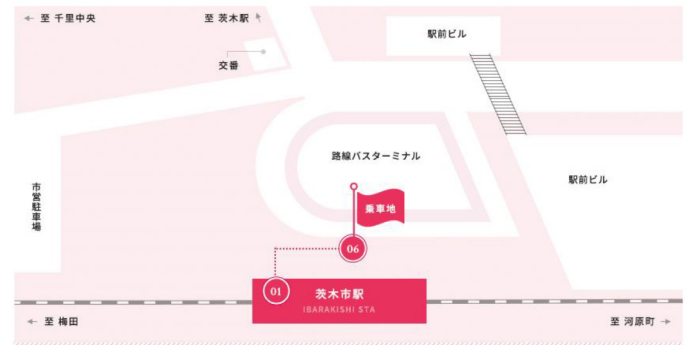 ← 至 千里中央
至 茨木駅
駅前ビル
交番
路線バスターミナル
駅前ビル
市営駐車場
乗車地
06
01
茨木市駅
IBARAKISHI STA
← 至 梅田
至 河原町 →